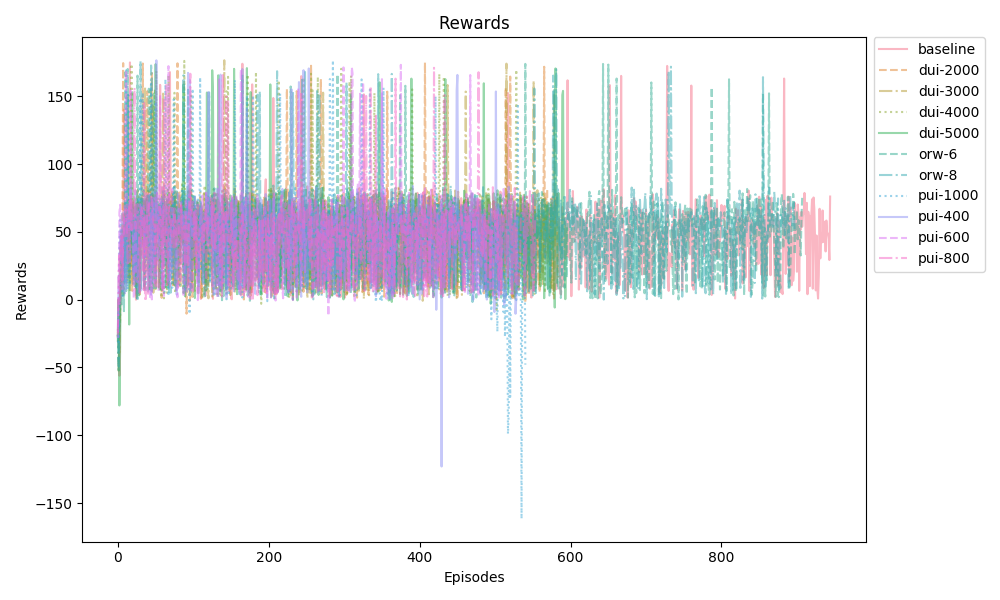 Rewards
baseline
dui-2000
dui-3000
dui-4000
dui-5000
orw-6
orw-8
pui-1000
pui-400
pui-600
pui-800
150
100
50
0
−50
−100
−150
Rewards
0 200 400 600 800
Episodes